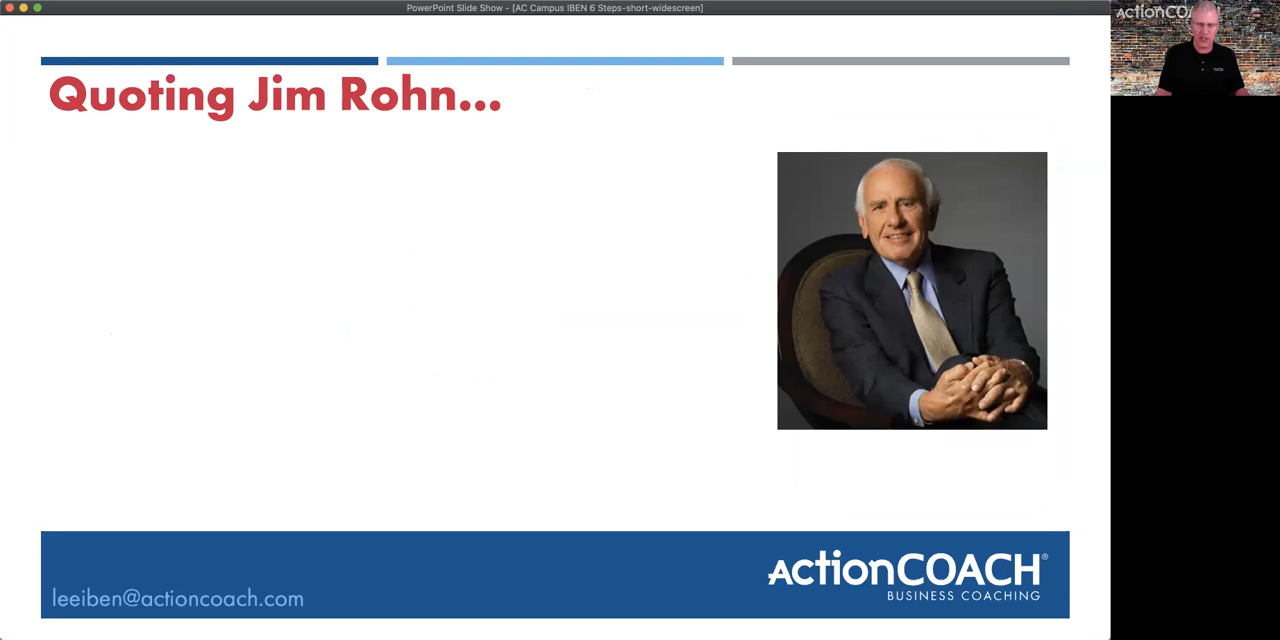 PowerPoint Slide Show - [AC Campus IBEN 6 Steps-short-widescreen]
actionCO
Quoting Jim Rohn...
leeiben@actioncoach.com
actionCOACH®
BUSINESS COACHING